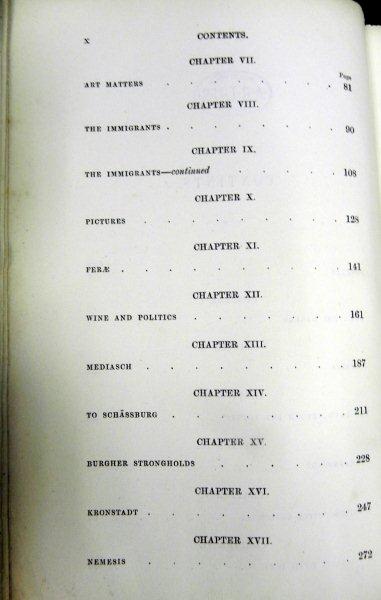 x CONTENTS.
CHAPTER VII.
Page
ART MATTERS . . . . . . . 81
CHAPTER VIII.
THE IMMIGRANTS . . . . . . . 90
CHAPTER IX.
THE IMMIGRANTS—continued . . . . 108
CHAPTER X.
PICTURES . . . . . . . . 128
CHAPTER XI.
FERÆ . . . . . . . . . 141
CHAPTER XII.
WINE AND POLITICS . . . . . . 161
CHAPTER XIII.
MEDIASCH . . . . . . . . 187
CHAPTER XIV.
TO SCHÄSSBURG . . . . . . . 211
CHAPTER XV.
BURGHER STRONGHOLDS . . . . . 228
CHAPTER XVI.
KRONSTADT . . . . . . . . 247
CHAPTER XVII.
NEMESIS . . . . . . . . 272